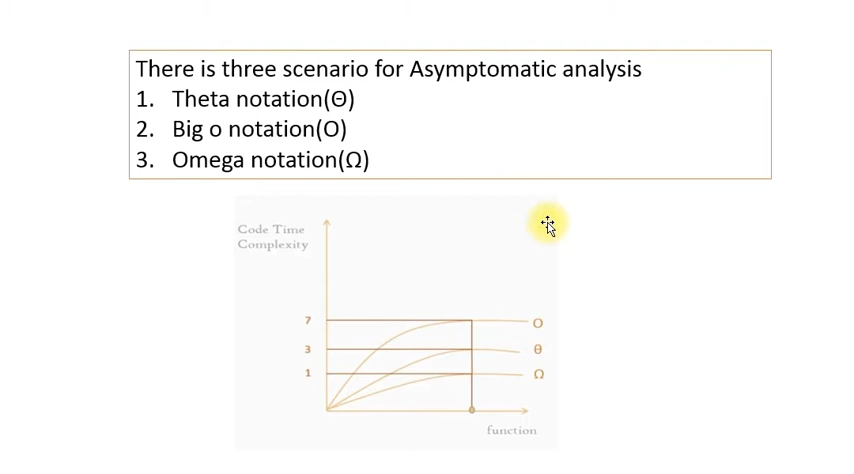 There is three scenario for Asymptomatic analysis
1. Theta notation(Θ)
2. Big o notation(O)
3. Omega notation(Ω)
Code Time
Complexity
7
O
3
θ
1
Ω
function